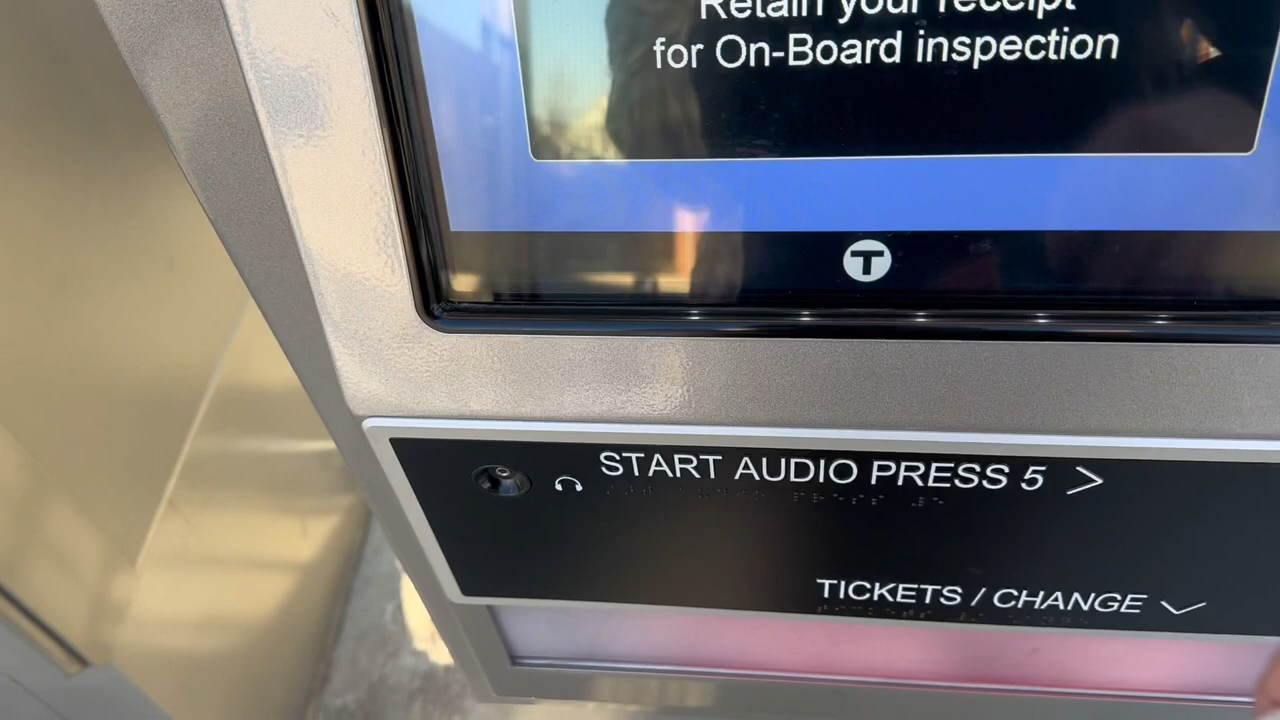 Retain your receipt
for On-Board inspection
T
START AUDIO PRESS 5 >
TICKETS / CHANGE